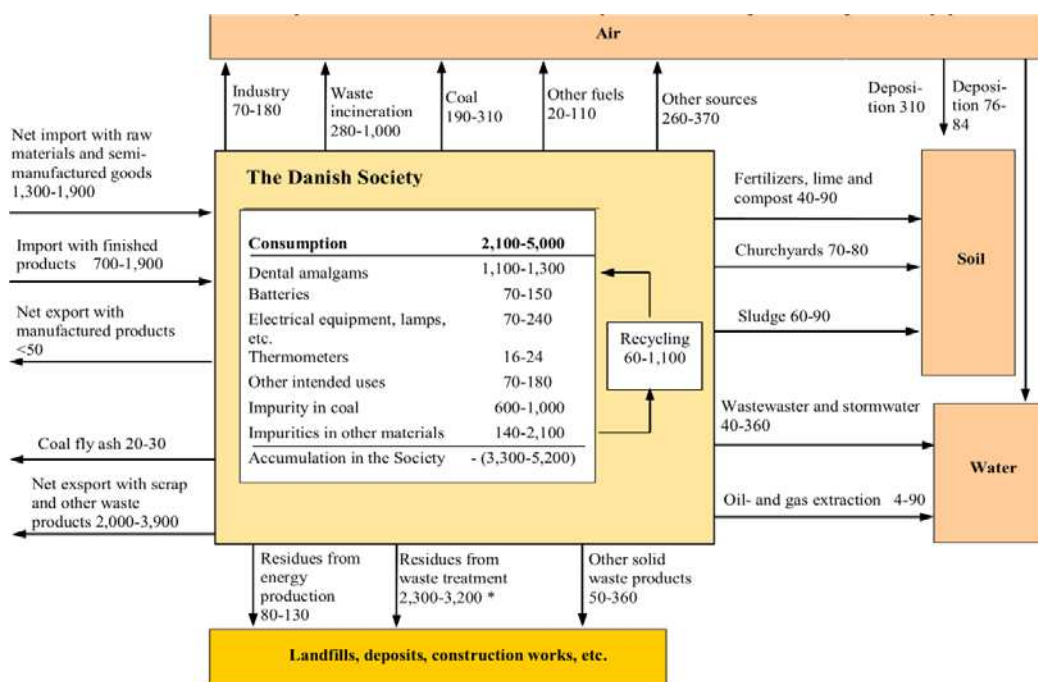 Air
Industry
70-180
Waste
incineration
280-1,000
Coal
190-310
Other fuels
20-110
Other sources
260-370
Deposi-
tion 310
Deposi-
tion 76-
84
Net import with raw
materials and semi-
manufactured goods
1,300-1,900
Import with finished
products 700-1,900
Net export with
manufactured products
<50
Coal fly ash 20-30
Net exsport with scrap
and other waste
products 2,000-3,900
The Danish Society
Consumption 2,100-5,000
Dental amalgams 1,100-1,300
Batteries 70-150
Electrical equipment, lamps, 70-240
etc.
Thermometers 16-24
Other intended uses 70-180
Impurity in coal 600-1,000
Impurities in other materials 140-2,100
Accumulation in the Society - (3,300-5,200)
Recycling
60-1,100
Fertilizers, lime and
compost 40-90
Churchyards 70-80
Sludge 60-90
Soil
Wastewaster and stormwater
40-360
Oil- and gas extraction 4-90
Water
Residues from
energy
production
80-130
Residues from
waste treatment
2,300-3,200 *
Other solid
waste products
50-360
Landfills, deposits, construction works, etc.